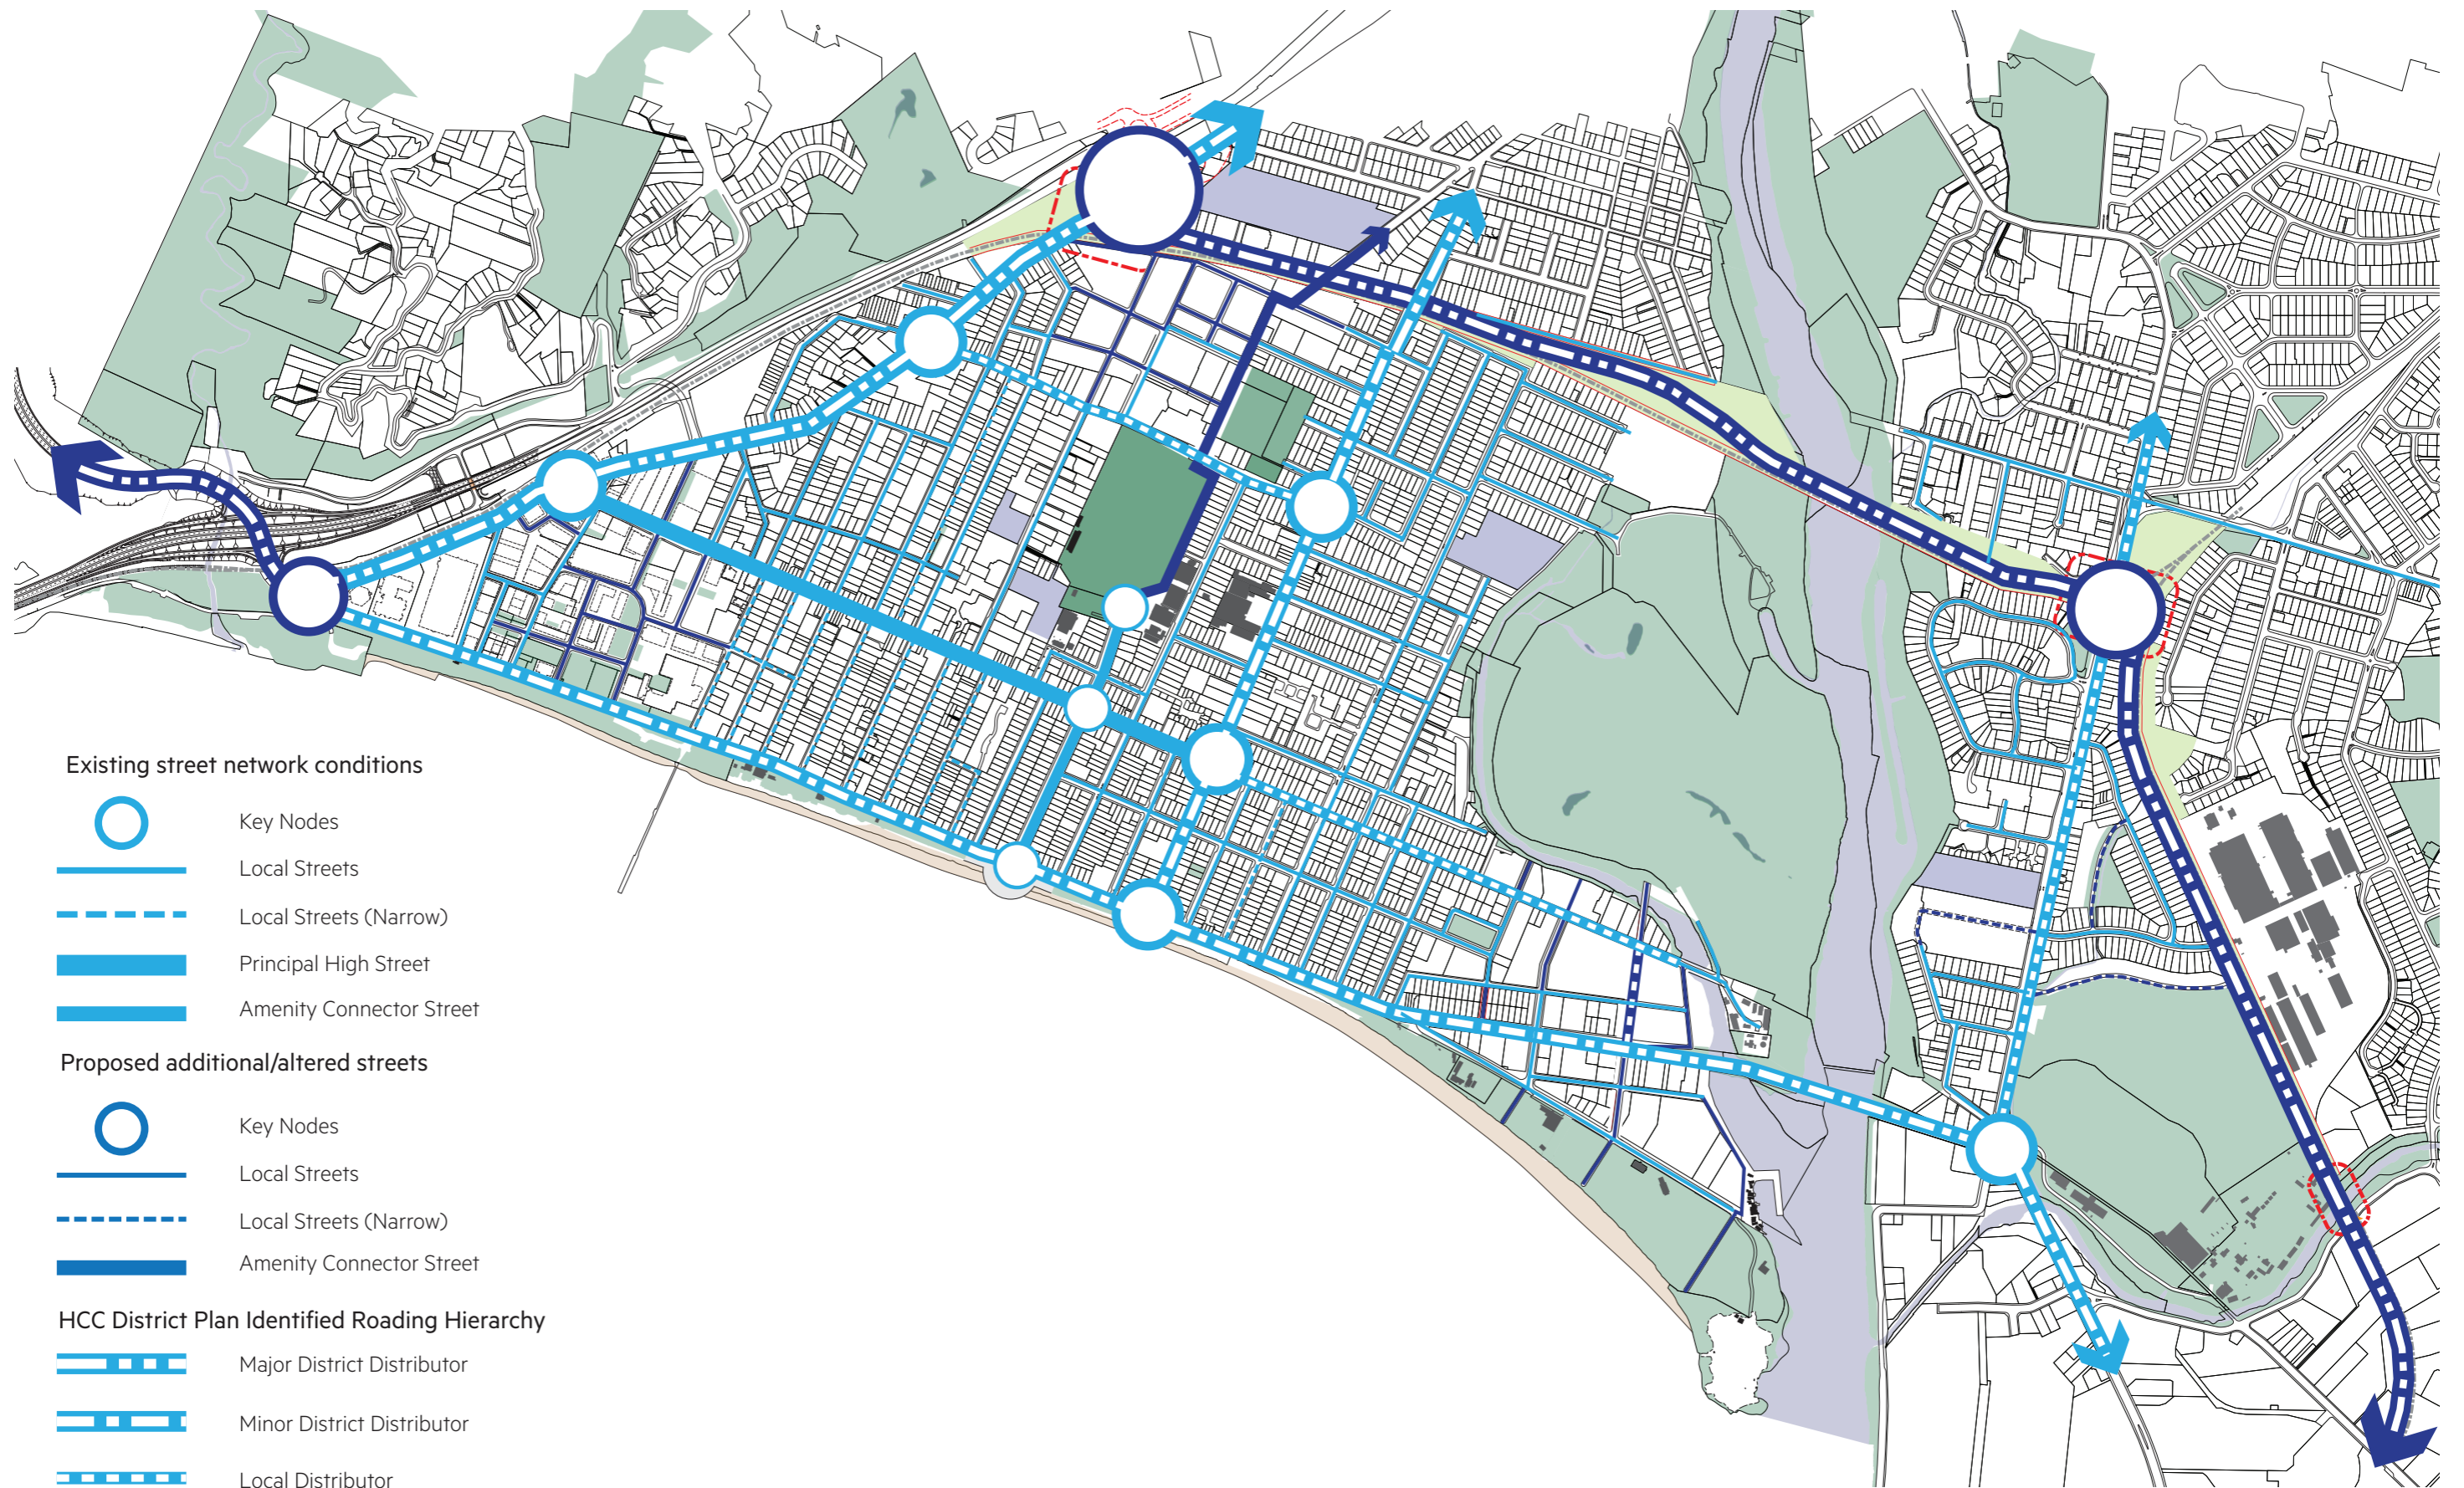 Existing street network conditions
Key Nodes
Local Streets
Local Streets (Narrow)
Principal High Street
Amenity Connector Street
Proposed additional/altered streets
Key Nodes
Local Streets
Local Streets (Narrow)
Amenity Connector Street
HCC District Plan Identified Roading Hierarchy
Major District Distributor
Minor District Distributor
Local Distributor